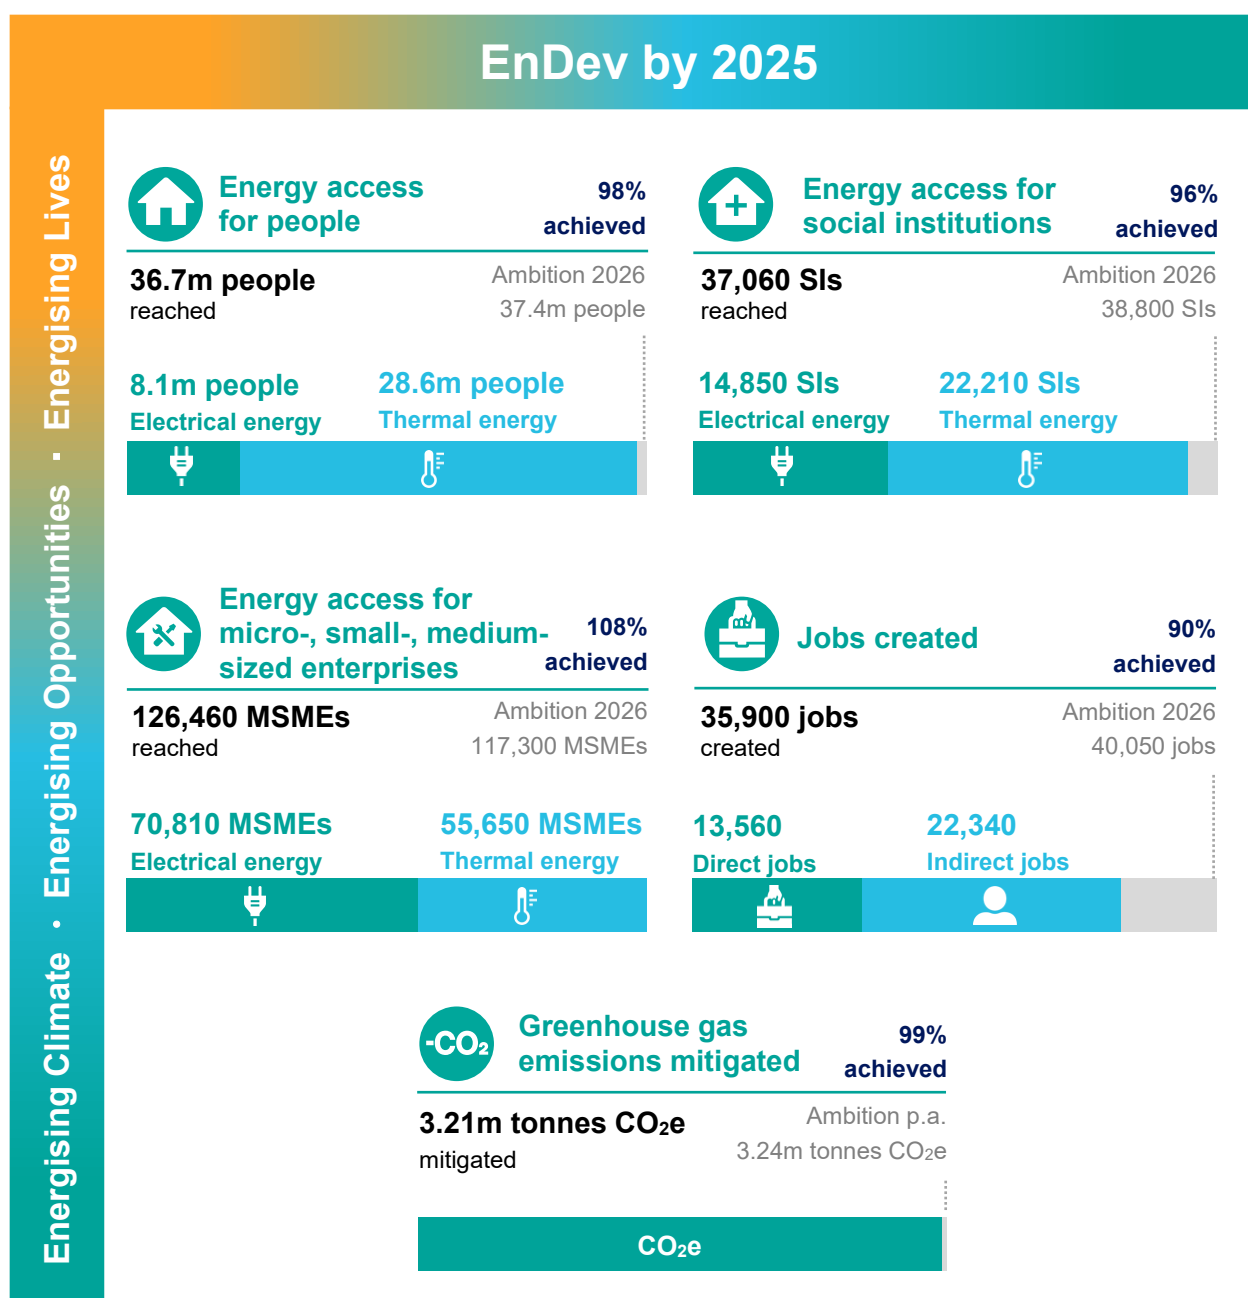 EnDev by 2025
Energising Climate · Energising Opportunities · Energising Lives
Energy access
for people
98%
achieved
36.7m people
reached
Ambition 2026
37.4m people
8.1m people
Electrical energy
28.6m people
Thermal energy
Energy access for
social institutions
96%
achieved
37,060 SIs
reached
Ambition 2026
38,800 SIs
14,850 SIs
Electrical energy
22,210 SIs
Thermal energy
Energy access for
micro-, small-, medium-
sized enterprises
108%
achieved
126,460 MSMEs
reached
Ambition 2026
117,300 MSMEs
70,810 MSMEs
Electrical energy
55,650 MSMEs
Thermal energy
Jobs created
90%
achieved
35,900 jobs
created
Ambition 2026
40,050 jobs
13,560
Direct jobs
22,340
Indirect jobs
-CO₂
Greenhouse gas
emissions mitigated
99%
achieved
3.21m tonnes CO₂e
mitigated
Ambition p.a.
3.24m tonnes CO₂e
CO₂e